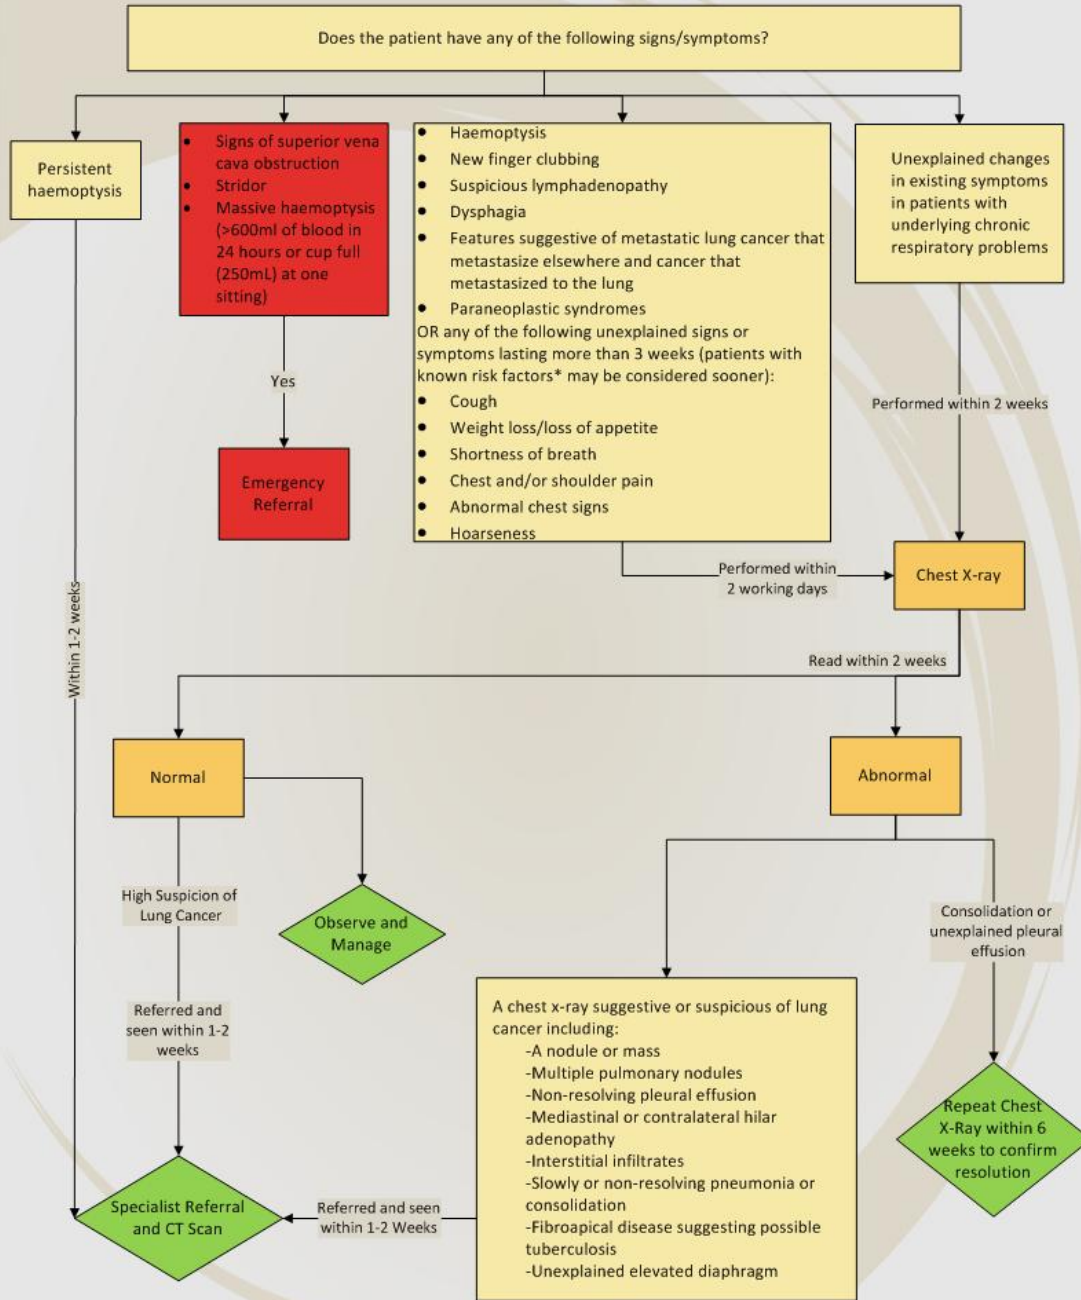 Does the patient have any of the following signs/symptoms?
Persistent
haemoptysis
• Signs of superior vena
cava obstruction
• Stridor
• Massive haemoptysis
(>600ml of blood in
24 hours or cup full
(250mL) at one
sitting)
• Haemoptysis
• New finger clubbing
• Suspicious lymphadenopathy
• Dysphagia
• Features suggestive of metastatic lung cancer that
metastasize elsewhere and cancer that
metastasized to the lung
• Paraneoplastic syndromes
OR any of the following unexplained signs or
symptoms lasting more than 3 weeks (patients with
known risk factors* may be considered sooner):
• Cough
• Weight loss/loss of appetite
• Shortness of breath
• Chest and/or shoulder pain
• Abnormal chest signs
• Hoarseness
Unexplained changes
in existing symptoms
in patients with
underlying chronic
respiratory problems
Yes
Emergency
Referral
Performed within 2 weeks
Performed within
2 working days
Chest X-ray
Within 1-2 weeks
Read within 2 weeks
Normal
Abnormal
High Suspicion of
Lung Cancer
Observe and
Manage
Consolidation or
unexplained pleural
effusion
Referred and
seen within 1-2
weeks
A chest x-ray suggestive or suspicious of lung
cancer including:
-A nodule or mass
-Multiple pulmonary nodules
-Non-resolving pleural effusion
-Mediastinal or contralateral hilar
adenopathy
-Interstitial infiltrates
-Slowly or non-resolving pneumonia or
consolidation
-Fibroapical disease suggesting possible
tuberculosis
-Unexplained elevated diaphragm
Repeat Chest
X-Ray within 6
weeks to confirm
resolution
Specialist Referral
and CT Scan
Referred and seen
within 1-2 Weeks